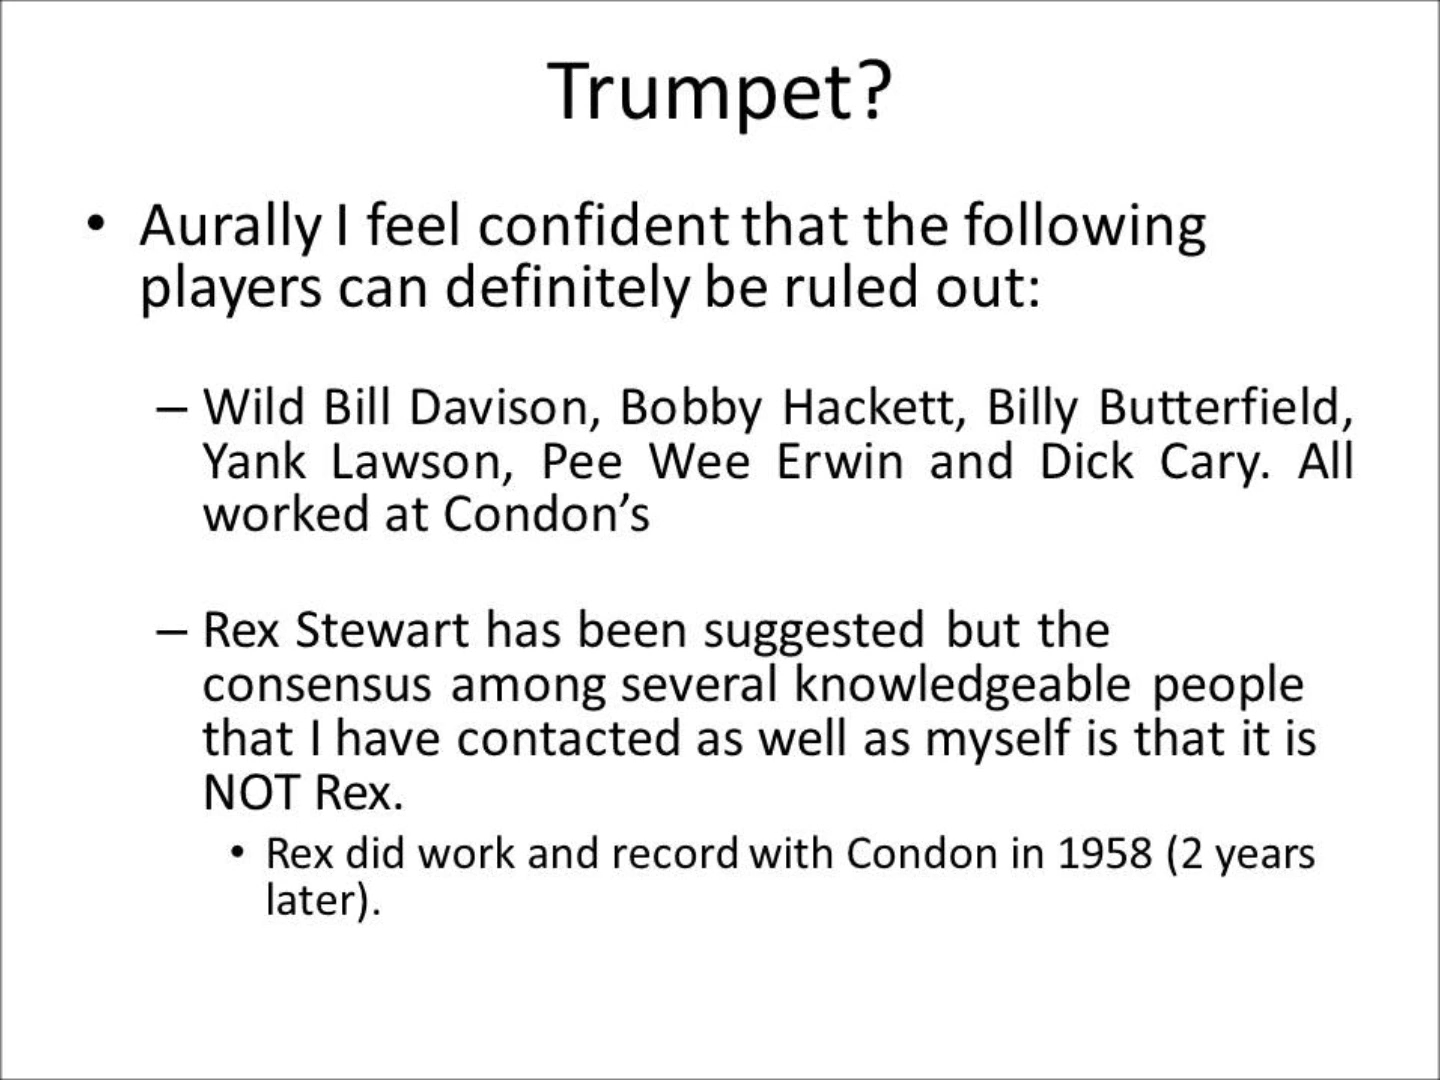 Trumpet?
• Aurally I feel confident that the following
players can definitely be ruled out:
– Wild Bill Davison, Bobby Hackett, Billy Butterfield,
Yank Lawson, Pee Wee Erwin and Dick Cary. All
worked at Condon’s
– Rex Stewart has been suggested but the
consensus among several knowledgeable people
that I have contacted as well as myself is that it is
NOT Rex.
• Rex did work and record with Condon in 1958 (2 years
later).